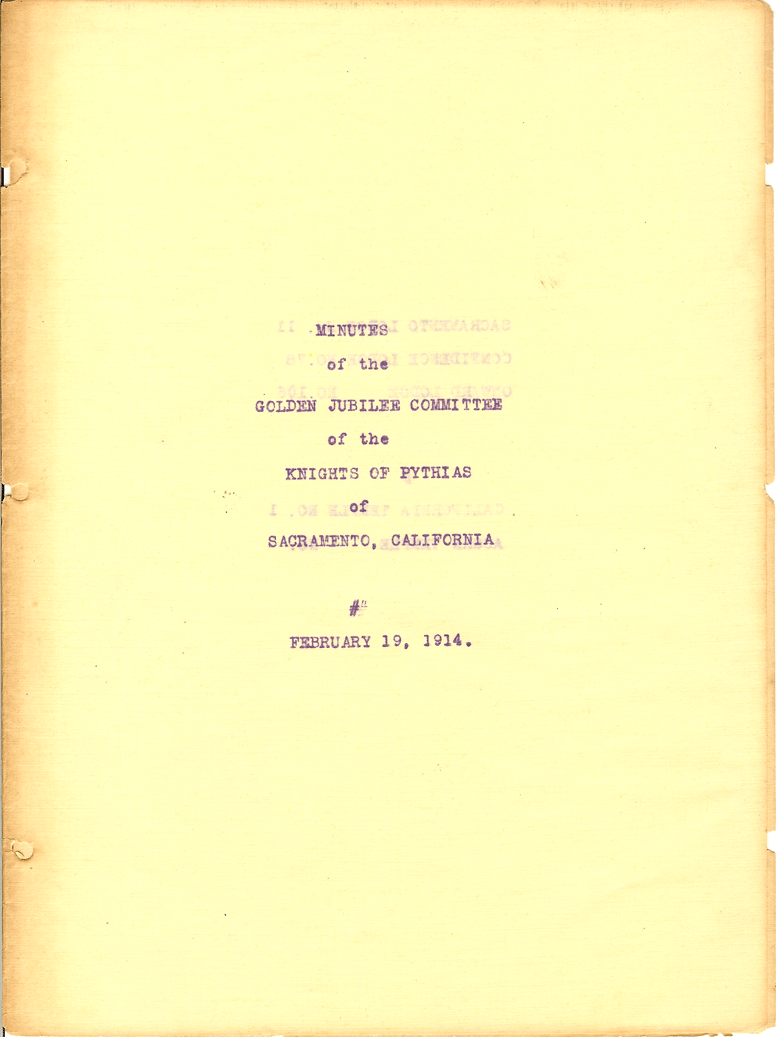 MINUTES
of the
GOLDEN JUBILEE COMMITTEE
of the
KNIGHTS OF PYTHIAS
of
SACRAMENTO, CALIFORNIA
#"
FEBRUARY 19, 1914.